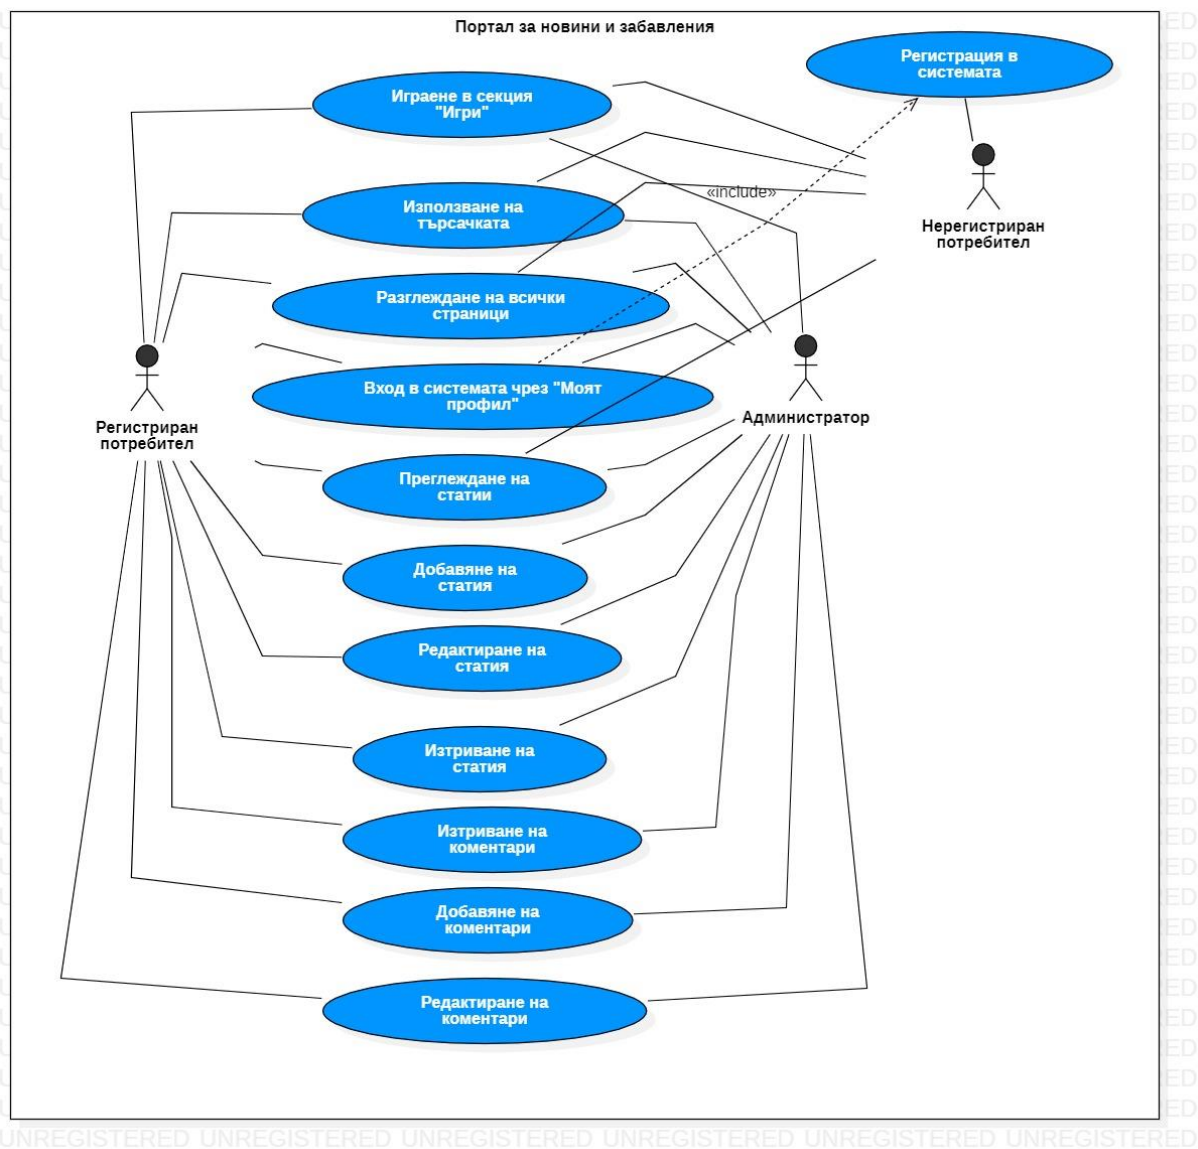 Портал за новини и забавления
Регистрация в
системата
Играене в секция
"Игри"
«include»
Използване на
търсачката
Нерегистриран
потребител
Разглеждане на всички
страници
Вход в системата чрез "Моят
профил"
Администратор
Регистриран
потребител
Преглеждане на
статии
Добавяне на
статия
Редактиране на
статия
Изтриване на
статия
Изтриване на
коментари
Добавяне на
коментари
Редактиране на
коментари
UNREGISTERED UNREGISTERED UNREGISTERED UNREGISTERED UNREGISTERED UNREGISTERED